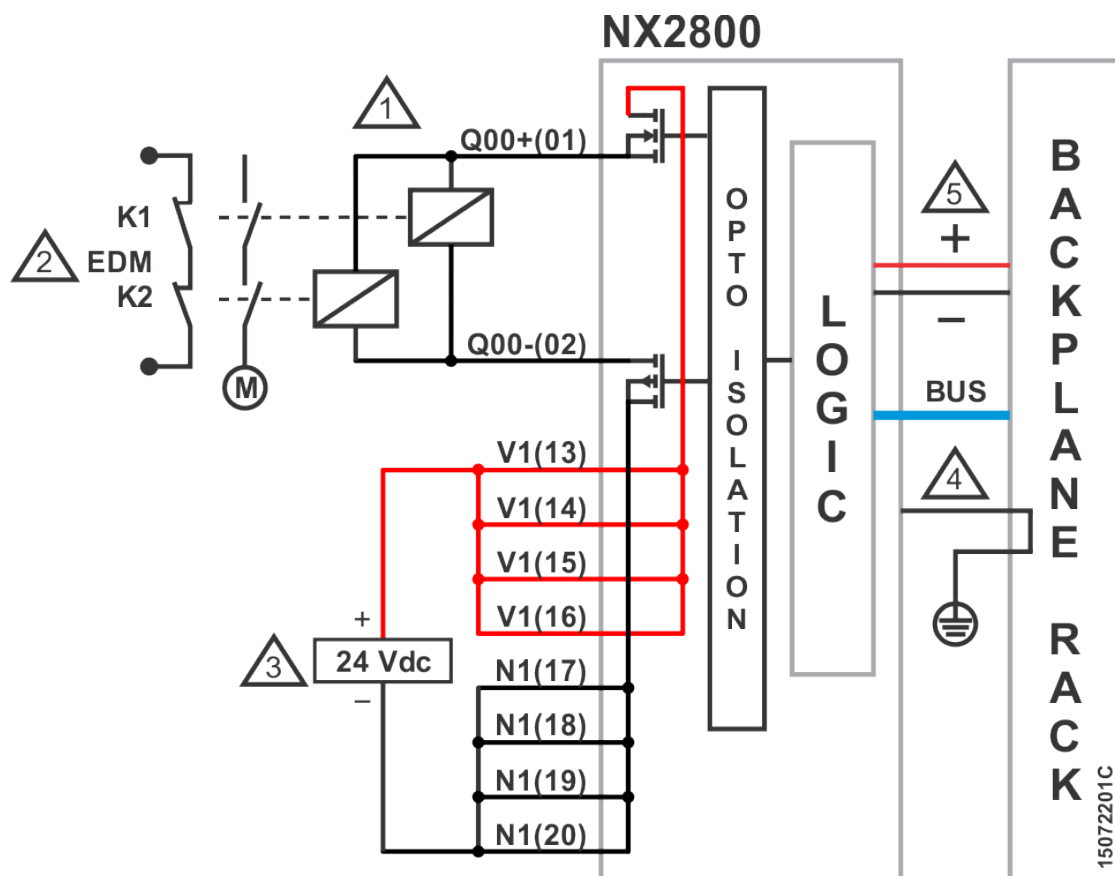 NX2800
1
Q00+(01)
K1
2
EDM
K2
M
Q00-(02)
V1(13)
V1(14)
V1(15)
V1(16)
+
3
24 Vdc
–
N1(17)
N1(18)
N1(19)
N1(20)
OPTO ISOLATION
LOGIC
5
+
–
BUS
4
BACKPLANE RACK
15072201C